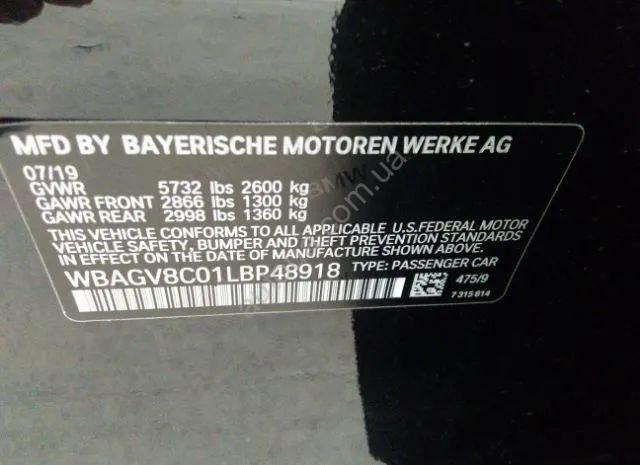 MFD BY BAYERISCHE MOTOREN WERKE AG
07/19
GVWR 5732 lbs 2600 kg
GAWR FRONT 2866 lbs 1300 kg
GAWR REAR 2998 lbs 1360 kg
THIS VEHICLE CONFORMS TO ALL APPLICABLE U.S.FEDERAL MOTOR
VEHICLE SAFETY, BUMPER, AND THEFT PREVENTION STANDARDS
IN EFFECT ON THE DATE OF MANUFACTURE SHOWN ABOVE.
WBAGV8C01LBP48918 TYPE: PASSENGER CAR
475/9
7315614